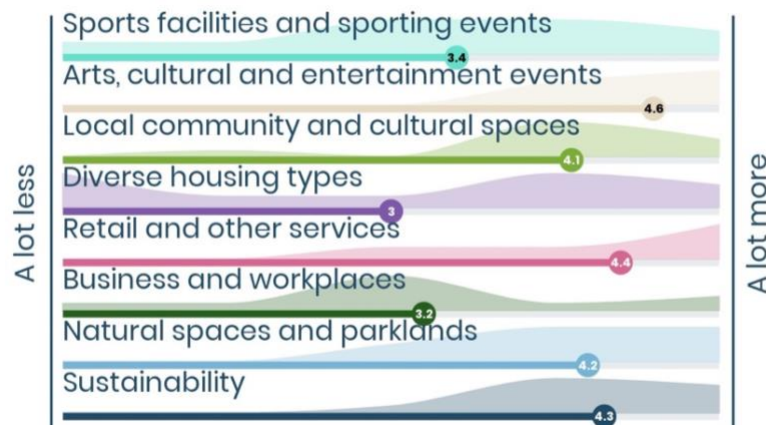 Sports facilities and sporting events
3.4
Arts, cultural and entertainment events
4.6
Local community and cultural spaces
4.1
Diverse housing types
3
Retail and other services
4.4
Business and workplaces
3.2
Natural spaces and parklands
4.2
Sustainability
4.3
A lot less
A lot more